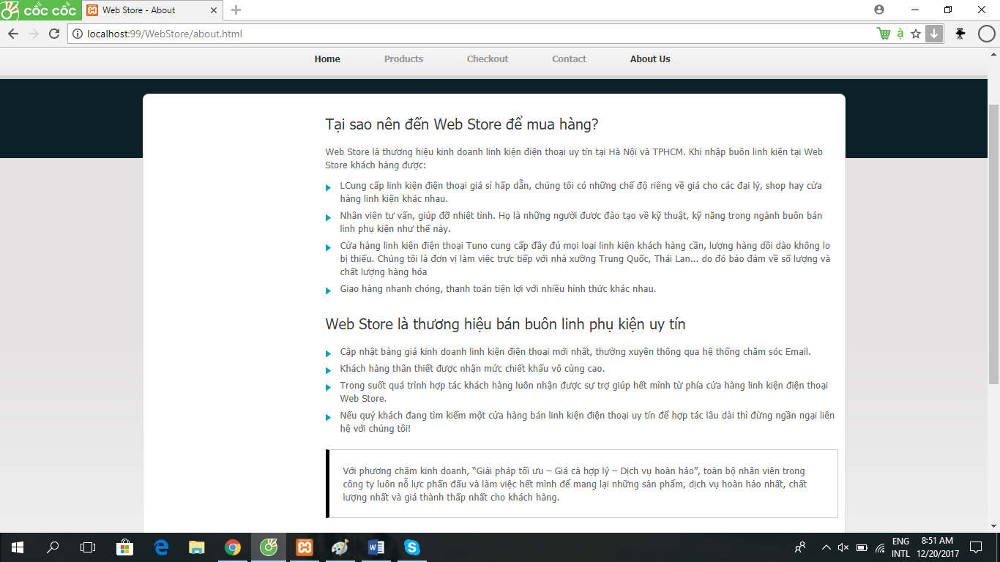 cốc cốc
Web Store - About
localhost:99/WebStore/about.html
Home Products Checkout Contact About Us
Tại sao nên đến Web Store để mua hàng?
Web Store là thương hiệu kinh doanh linh kiện điện thoại uy tín tại Hà Nội và TPHCM. Khi nhập buôn linh kiện tại Web
Store khách hàng được:
LCung cấp linh kiện điện thoại giá sỉ hấp dẫn, chúng tôi có những chế độ riêng về giá cho các đại lý, shop hay cửa
hàng linh kiện khác nhau.
Nhân viên tư vấn, giúp đỡ nhiệt tình. Họ là những người được đào tạo về kỹ thuật, kỹ năng trong ngành buôn bán
linh phụ kiện như thế này.
Cửa hàng linh kiện điện thoại Tuno cung cấp đầy đủ mọi loại linh kiện khách hàng cần, lượng hàng dồi dào không lo
bị thiếu. Chúng tôi là đơn vị làm việc trực tiếp với nhà xưởng Trung Quốc, Thái Lan... do đó bảo đảm về số lượng và
chất lượng hàng hóa
Giao hàng nhanh chóng, thanh toán tiện lợi với nhiều hình thức khác nhau.
Web Store là thương hiệu bán buôn linh phụ kiện uy tín
Cập nhật bảng giá kinh doanh linh kiện điện thoại mới nhất, thường xuyên thông qua hệ thống chăm sóc Email.
Khách hàng thân thiết được nhận mức chiết khấu vô cùng cao.
Trong suốt quá trình hợp tác khách hàng luôn nhận được sự trợ giúp hết mình từ phía cửa hàng linh kiện điện thoại
Web Store.
Nếu quý khách đang tìm kiếm một cửa hàng bán linh kiện điện thoại uy tín để hợp tác lâu dài thì đừng ngần ngại liên
hệ với chúng tôi!
Với phương châm kinh doanh, “Giải pháp tối ưu – Giá cả hợp lý – Dịch vụ hoàn hảo”, toàn bộ nhân viên trong
công ty luôn nỗ lực phấn đấu và làm việc hết mình để mang lại những sản phẩm, dịch vụ hoàn hảo nhất, chất
lượng nhất và giá thành thấp nhất cho khách hàng.
ENG 8:51 AM
INTL 12/20/2017